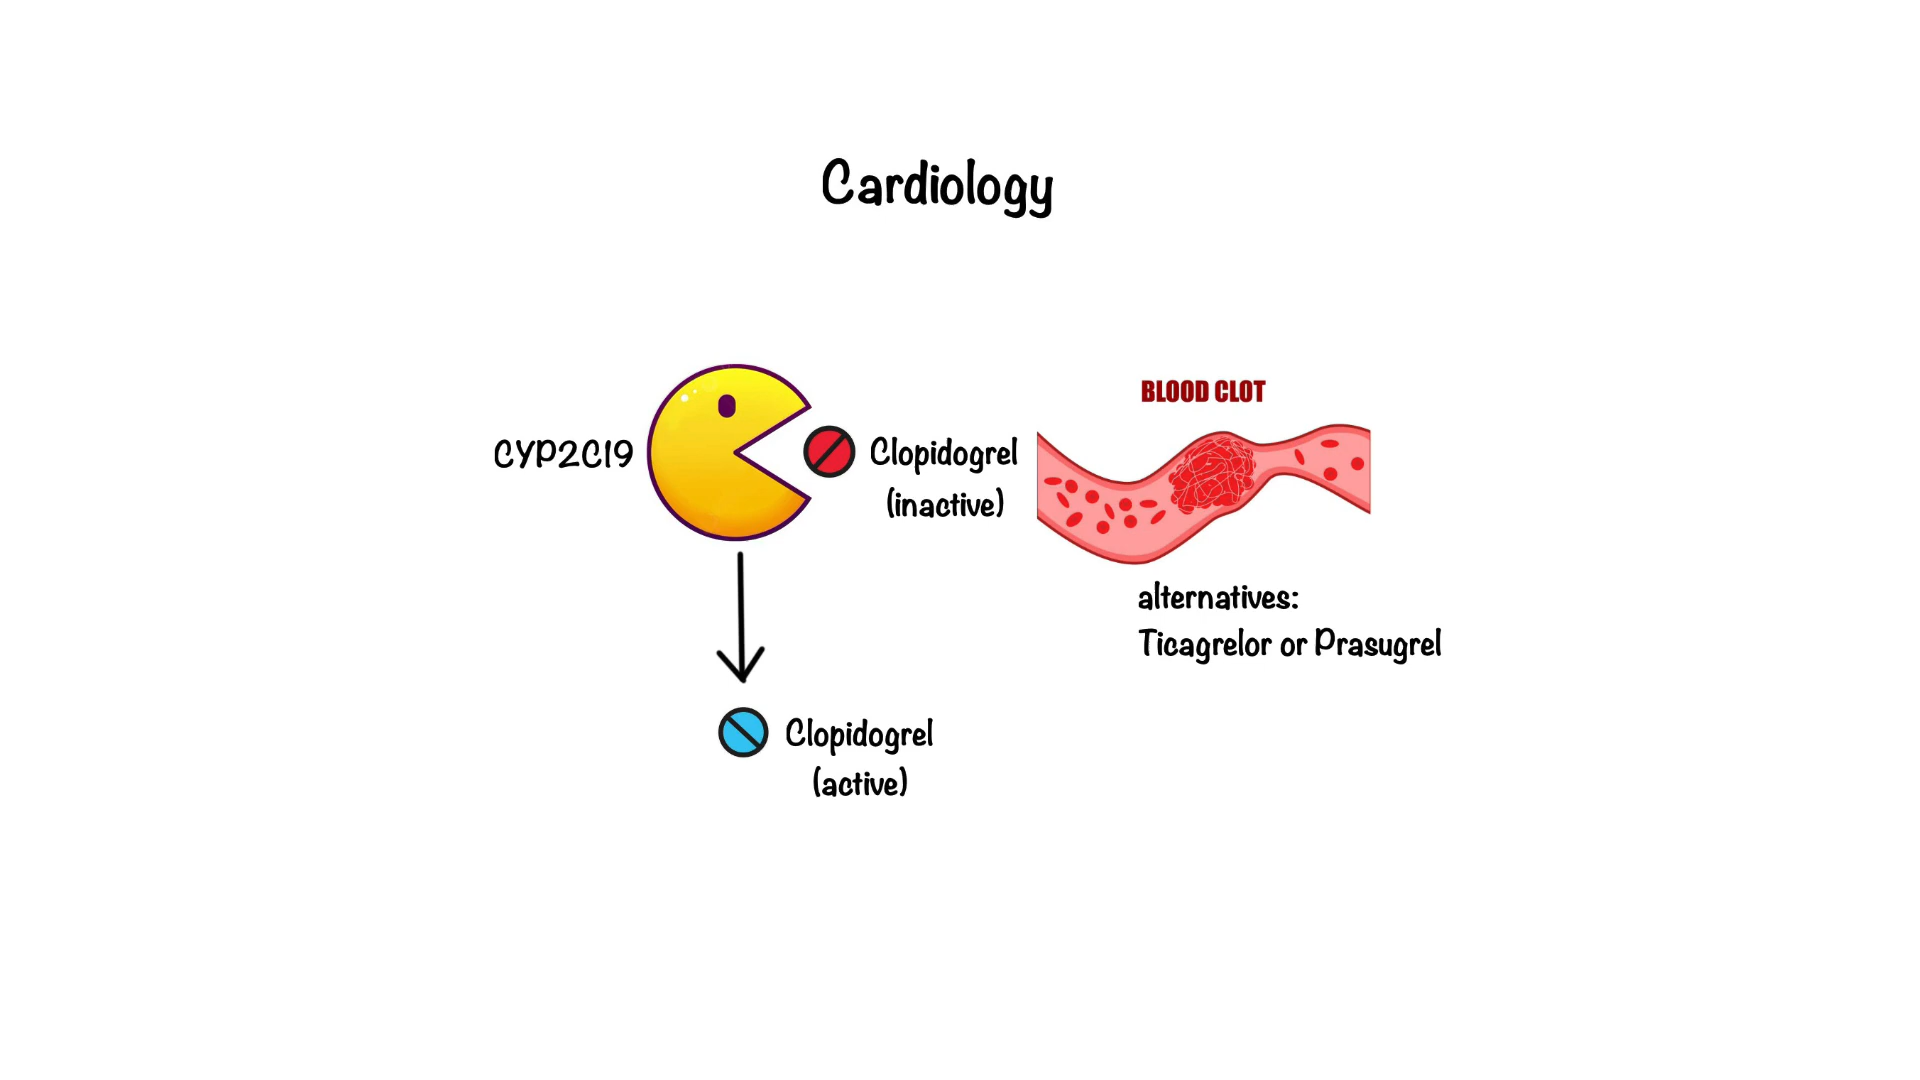 Cardiology
BLOOD CLOT
CYP2C19
Clopidogrel
(inactive)
alternatives:
Ticagrelor or Prasugrel
Clopidogrel
(active)